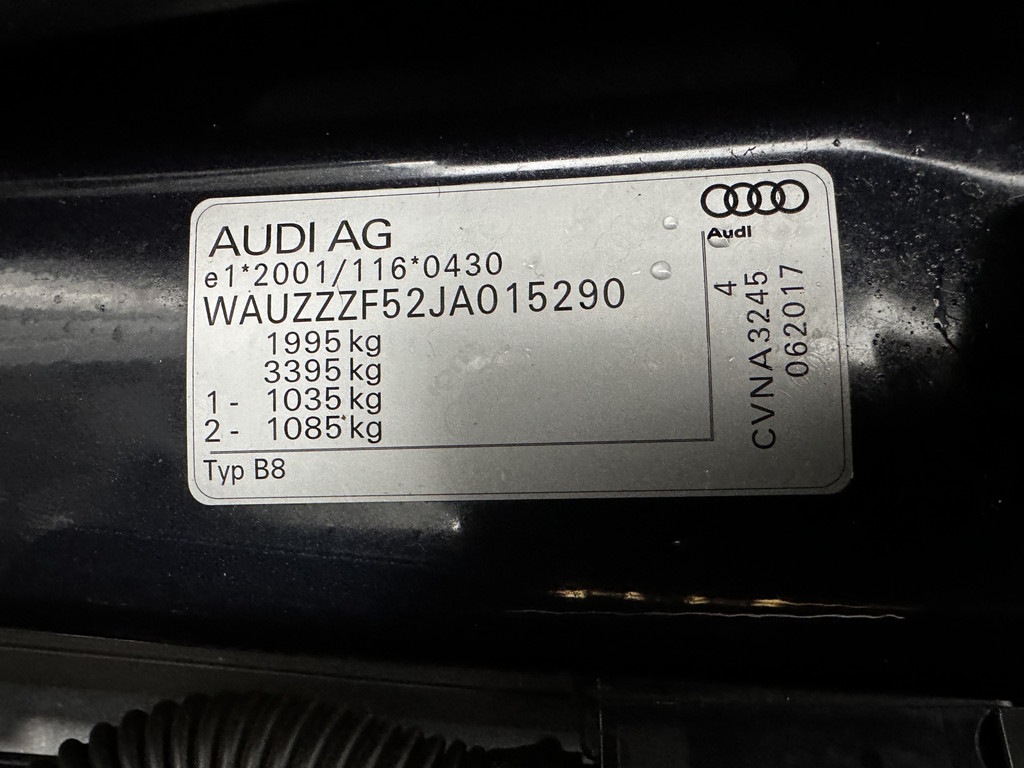 AUDI AG
e1*2001/116*0430
WAUZZZF52JA015290
1995 kg
3395 kg
1 - 1035 kg
2 - 1085 kg
Typ B8
Audi
4
CVNA3245
062017